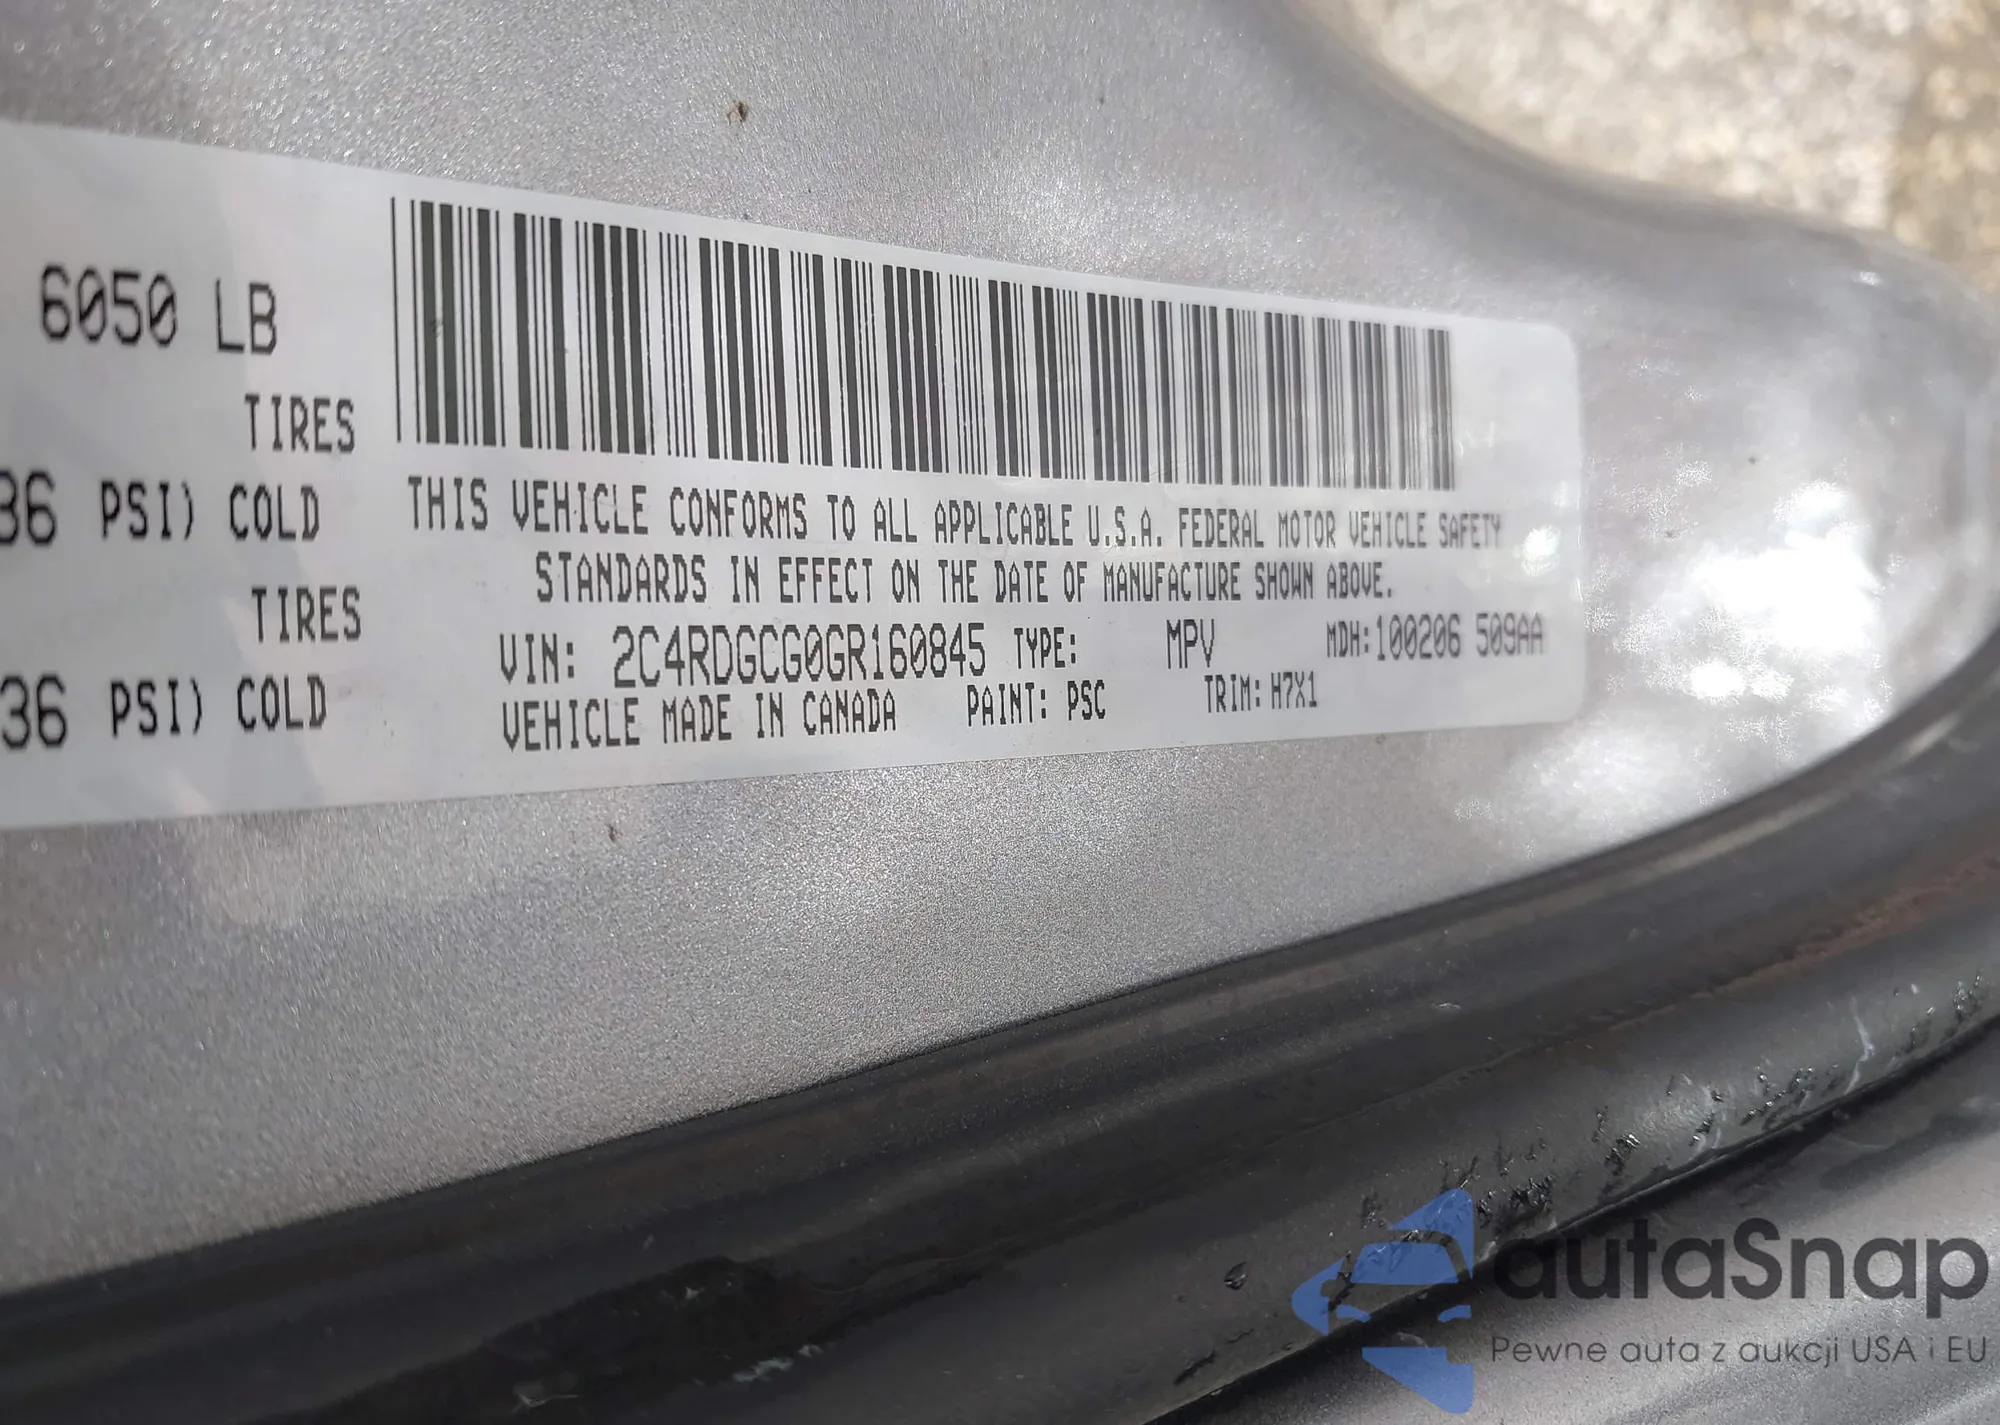 6050 LB
TIRES
36 PSI) COLD
TIRES
36 PSI) COLD
THIS VEHICLE CONFORMS TO ALL APPLICABLE U.S.A. FEDERAL MOTOR VEHICLE SAFETY
STANDARDS IN EFFECT ON THE DATE OF MANUFACTURE SHOWN ABOVE.
VIN: 2C4RDGCG0GR160845 TYPE: MPV MDH:100206 509AA
VEHICLE MADE IN CANADA PAINT: PSC TRIM: H7X1
autaSnap
Pewne auta z aukcji USA i EU